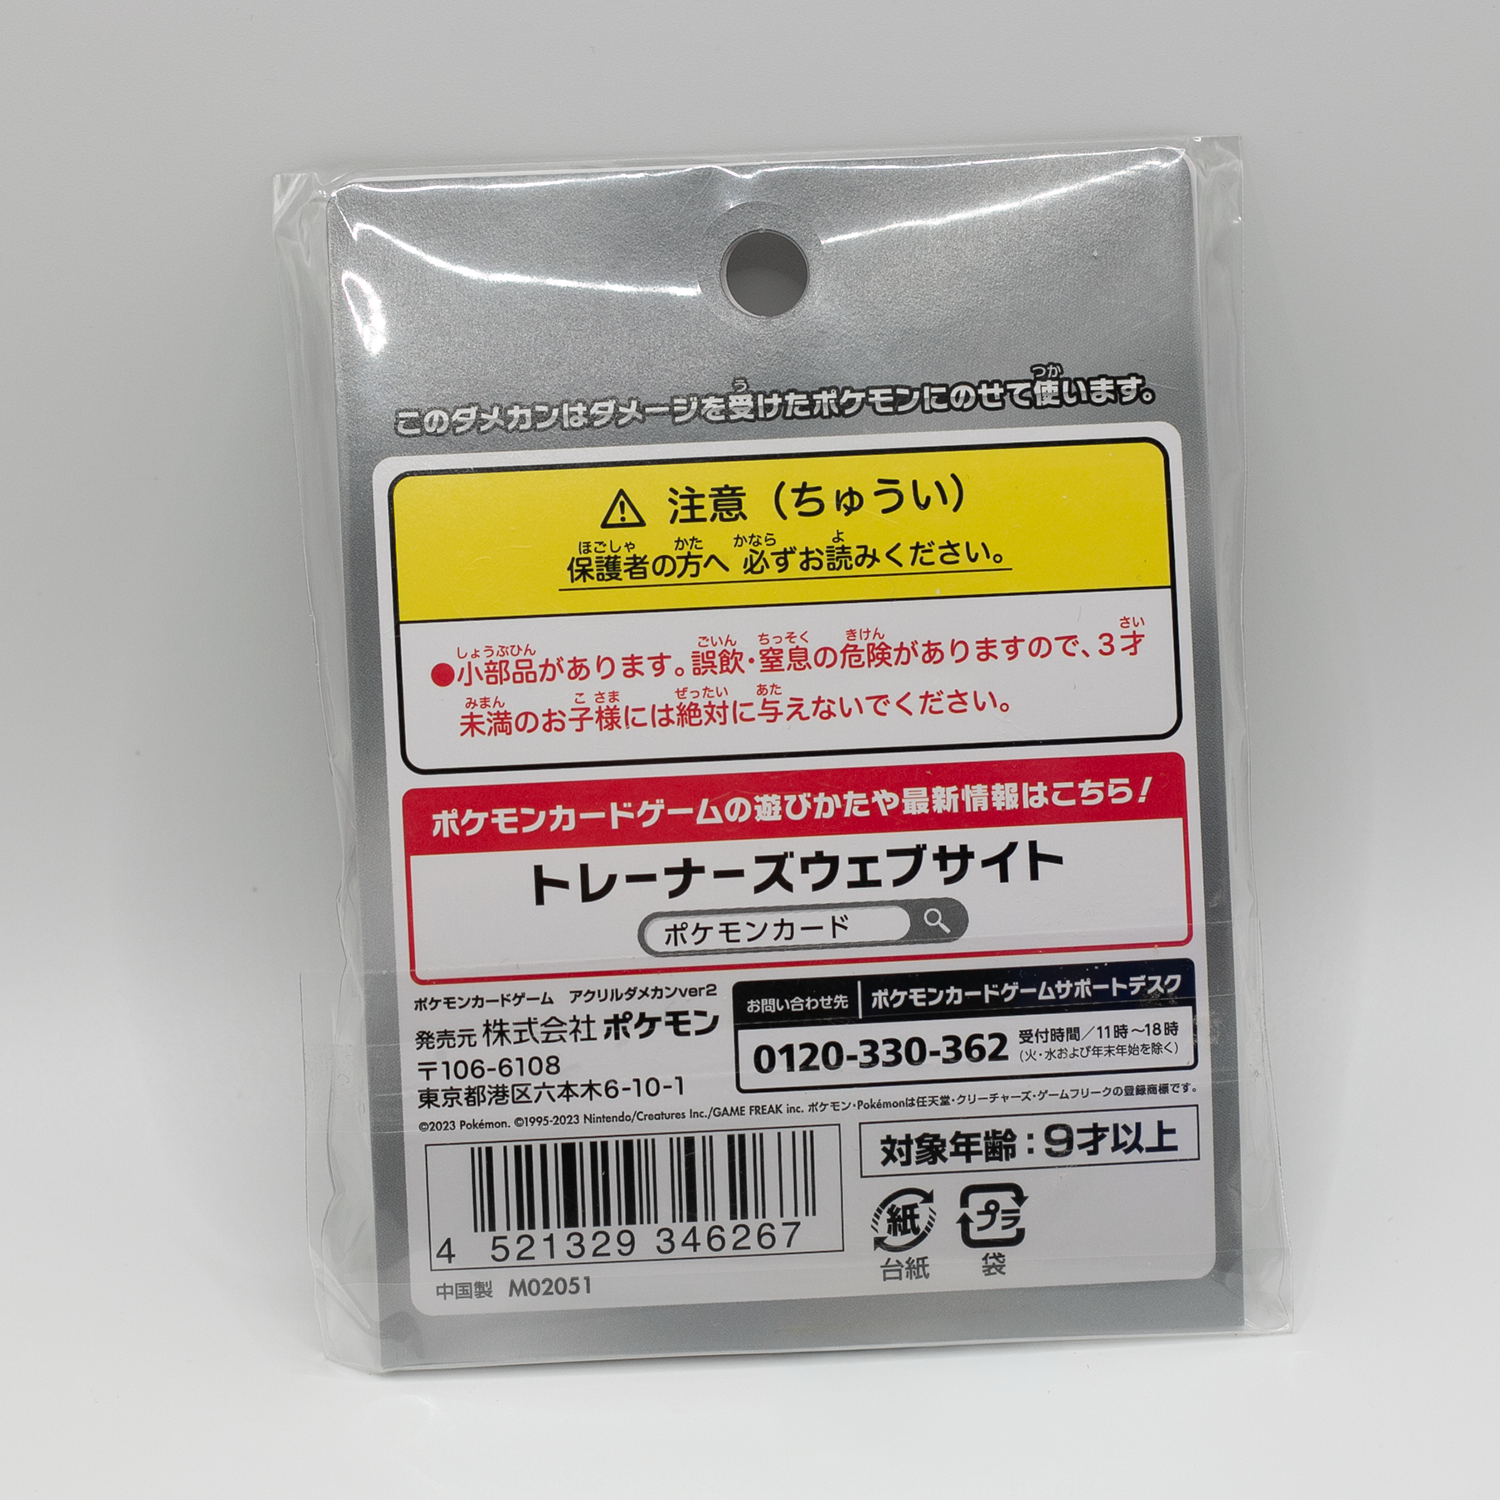 このダメカンはダメージを受けたポケモンにのせて使います。
⚠ 注意（ちゅうい）
保護者の方へ 必ずお読みください。
●小部品があります。誤飲・窒息の危険がありますので、3才
未満のお子様には絶対に与えないでください。
ポケモンカードゲームの遊びかたや最新情報はこちら！
トレーナーズウェブサイト
ポケモンカード
ポケモンカードゲーム アクリルダメカンver2
発売元 株式会社 ポケモン
〒106-6108
東京都港区六本木6-10-1
お問い合わせ先 ポケモンカードゲームサポートデスク
0120-330-362 受付時間／11時〜18時
(火・水および年末年始を除く)
©2023 Pokémon. ©1995-2023 Nintendo/Creatures Inc./GAME FREAK inc. ポケモン・Pokémonは任天堂・クリーチャーズ・ゲームフリークの登録商標です。
対象年齢：9才以上
4 521329 346267
紙
台紙
プラ
袋
中国製 M02051